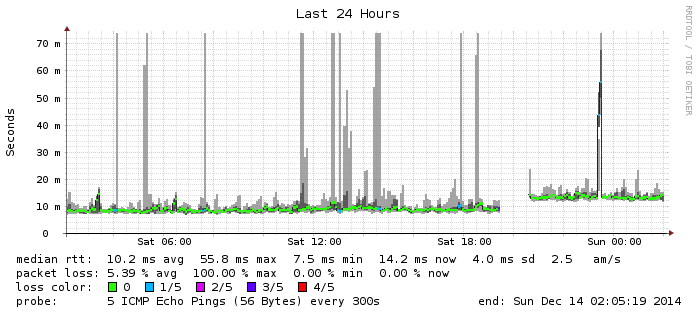 Last 24 Hours
RRDTOOL / TOBI OETIKER
Seconds
70 m
60 m
50 m
40 m
30 m
20 m
10 m
0
Sat 06:00 Sat 12:00 Sat 18:00 Sun 00:00
median rtt: 10.2 ms avg 55.8 ms max 7.5 ms min 14.2 ms now 4.0 ms sd 2.5 am/s
packet loss: 5.39 % avg 100.00 % max 0.00 % min 0.00 % now
loss color: 0 1/5 2/5 3/5 4/5
probe: 5 ICMP Echo Pings (56 Bytes) every 300s end: Sun Dec 14 02:05:19 2014